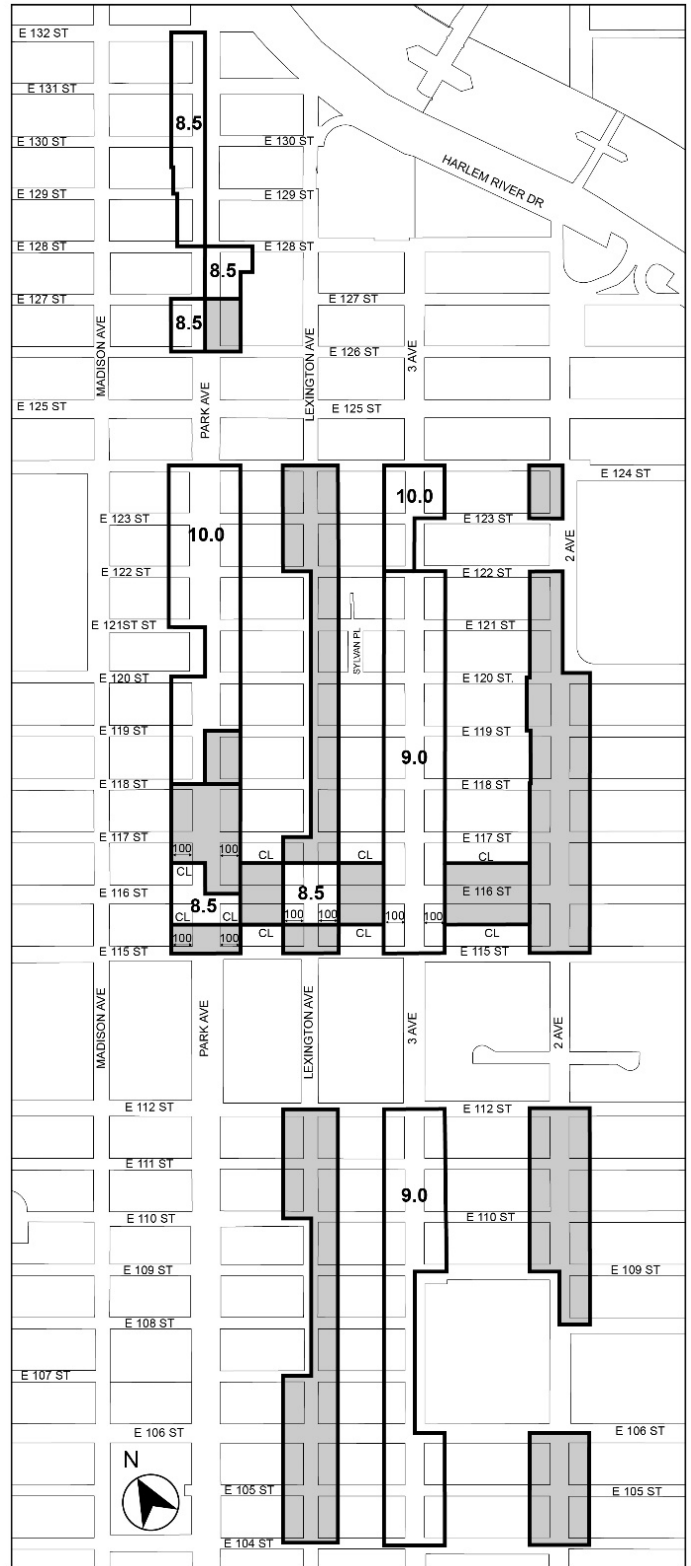 E 132 ST
E 131 ST
8.5
E 130 ST
E 130 ST
HARLEM RIVER DR
E 129 ST
E 129 ST
E 128 ST
E 128 ST
8.5
E 127 ST
E 127 ST
8.5
MADISON AVE
PARK AVE
LEXINGTON AVE
3 AVE
E 126 ST
E 125 ST
E 125 ST
E 124 ST
10.0
E 123 ST
E 123 ST
10.0
2 AVE
E 122 ST
E 122 ST
E 121ST ST
E 121 ST
SYLVAN PL
E 120 ST
E 120 ST.
E 119 ST
E 119 ST
9.0
E 118 ST
E 118 ST
E 117 ST
E 117 ST
100
100
CL
CL
CL
CL
E 116 ST
E 116 ST
8.5
8.5
CL
CL
100
100
100
100
100
100
CL
CL
CL
E 115 ST
E 115 ST
MADISON AVE
PARK AVE
LEXINGTON AVE
3 AVE
2 AVE
E 112 ST
E 112 ST
E 111 ST
9.0
E 110 ST
E 110 ST
E 109 ST
E 109 ST
E 108 ST
E 107 ST
E 106 ST
E 106 ST
N
E 105 ST
E 105 ST
E 104 ST